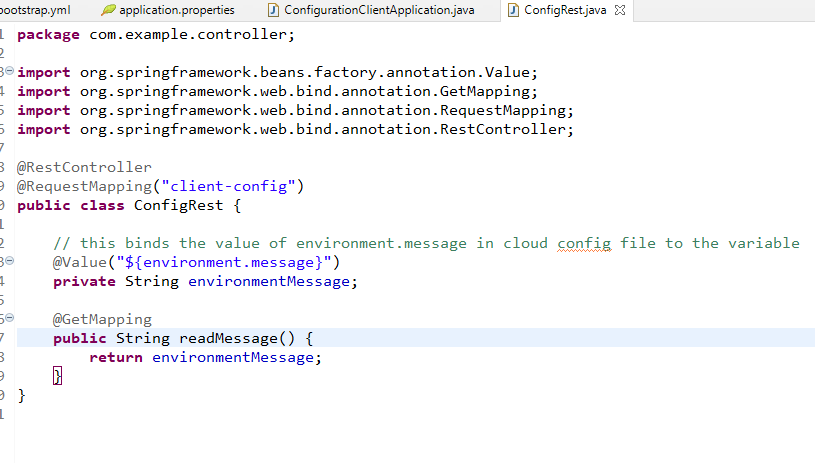 bootstrap.yml application.properties ConfigurationClientApplication.java ConfigRest.java
1 package com.example.controller;
2
3 import org.springframework.beans.factory.annotation.Value;
4 import org.springframework.web.bind.annotation.GetMapping;
5 import org.springframework.web.bind.annotation.RequestMapping;
6 import org.springframework.web.bind.annotation.RestController;
7
8 @RestController
9 @RequestMapping("client-config")
0 public class ConfigRest {
1
2 // this binds the value of environment.message in cloud config file to the variable
3 @Value("${environment.message}")
4 private String environmentMessage;
5
6 @GetMapping
7 public String readMessage() {
8 return environmentMessage;
9 }
0 }
1